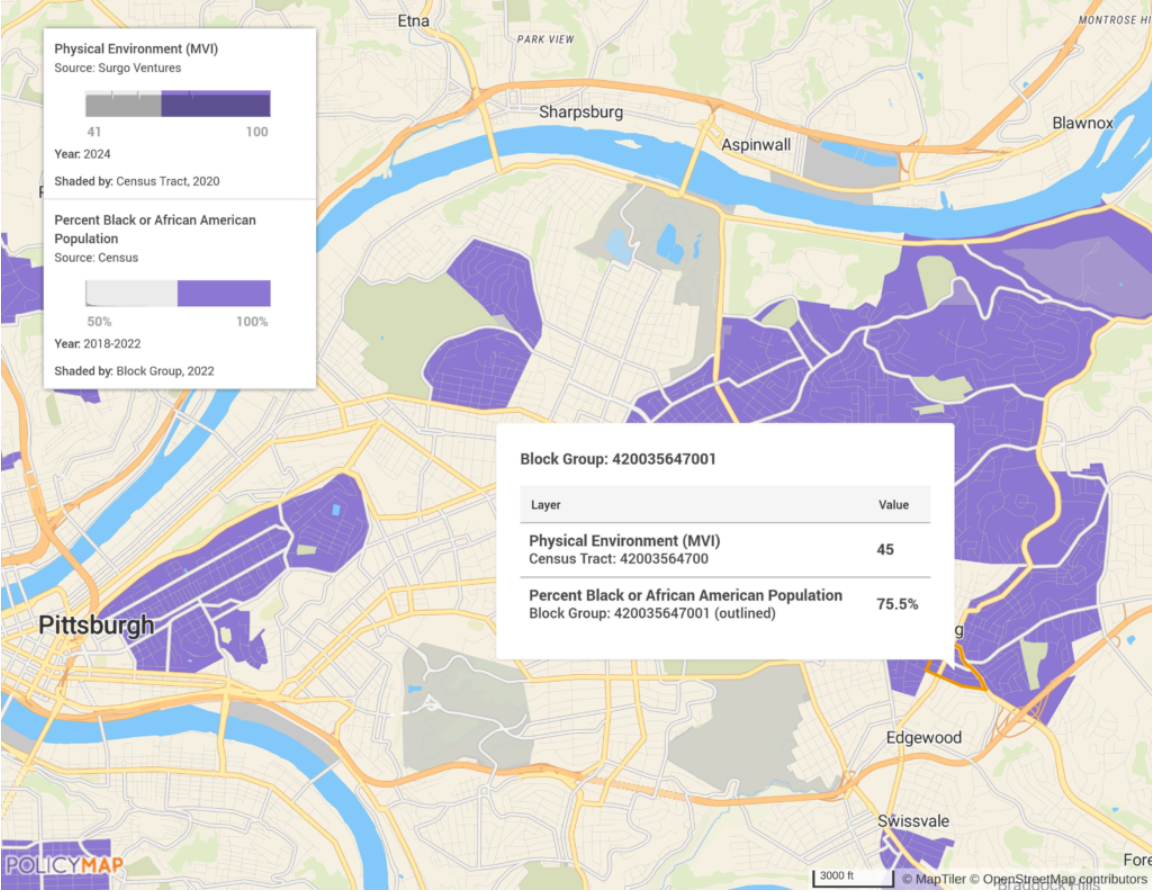 Etna
PARK VIEW
MONTROSE HI
Physical Environment (MVI)
Source: Surgo Ventures
41 100
Year: 2024
Shaded by: Census Tract, 2020
Percent Black or African American
Population
Source: Census
50% 100%
Year: 2018-2022
Shaded by: Block Group, 2022
Sharpsburg
Aspinwall
Blawnox
Block Group: 420035647001
Layer Value
Physical Environment (MVI)
Census Tract: 42003564700
45
Percent Black or African American Population
Block Group: 420035647001 (outlined)
75.5%
Pittsburgh
g
Edgewood
Swissvale
Fore
POLICYMAP
3000 ft
© MapTiler © OpenStreetMap contributors